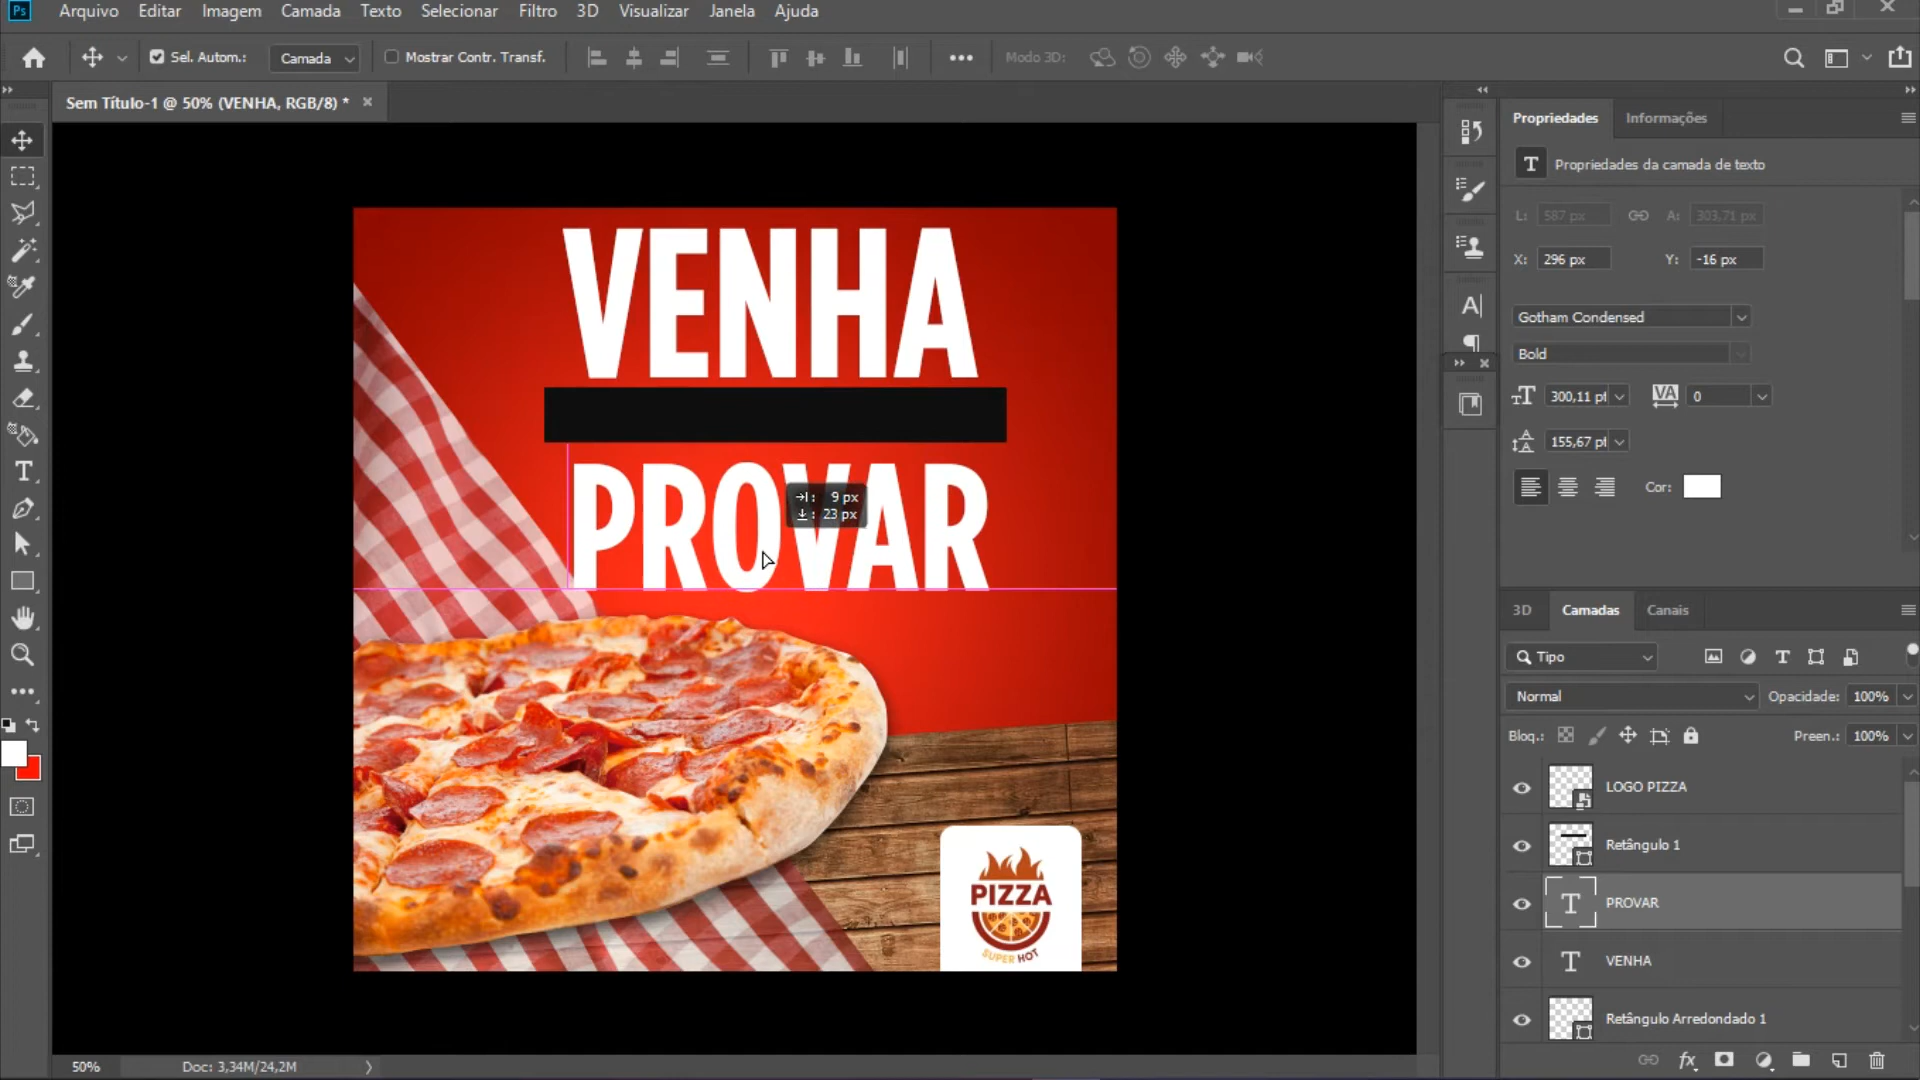 Ps Arquivo Editar Imagem Camada Texto Selecionar Filtro 3D Visualizar Janela Ajuda
Sel. Autom.: Camada Mostrar Contr. Transf. Modo 3D:
Sem Título-1 @ 50% (VENHA, RGB/8) *
Propriedades Informações
Propriedades da camada de texto
L: 587 px A: 303,71 px
X: 296 px Y: -16 px
Gotham Condensed
Bold
300,11 pt VA 0
155,67 pt
Cor:
VENHA
PROVAR
9 px
23 px
PIZZA
SUPER HOT
3D Camadas Canais
Tipo
Normal Opacidade: 100%
Bloq.: Preen.: 100%
LOGO PIZZA
Retângulo 1
PROVAR
VENHA
Retângulo Arredondado 1
fx
50% Doc: 3,34M/24,2M